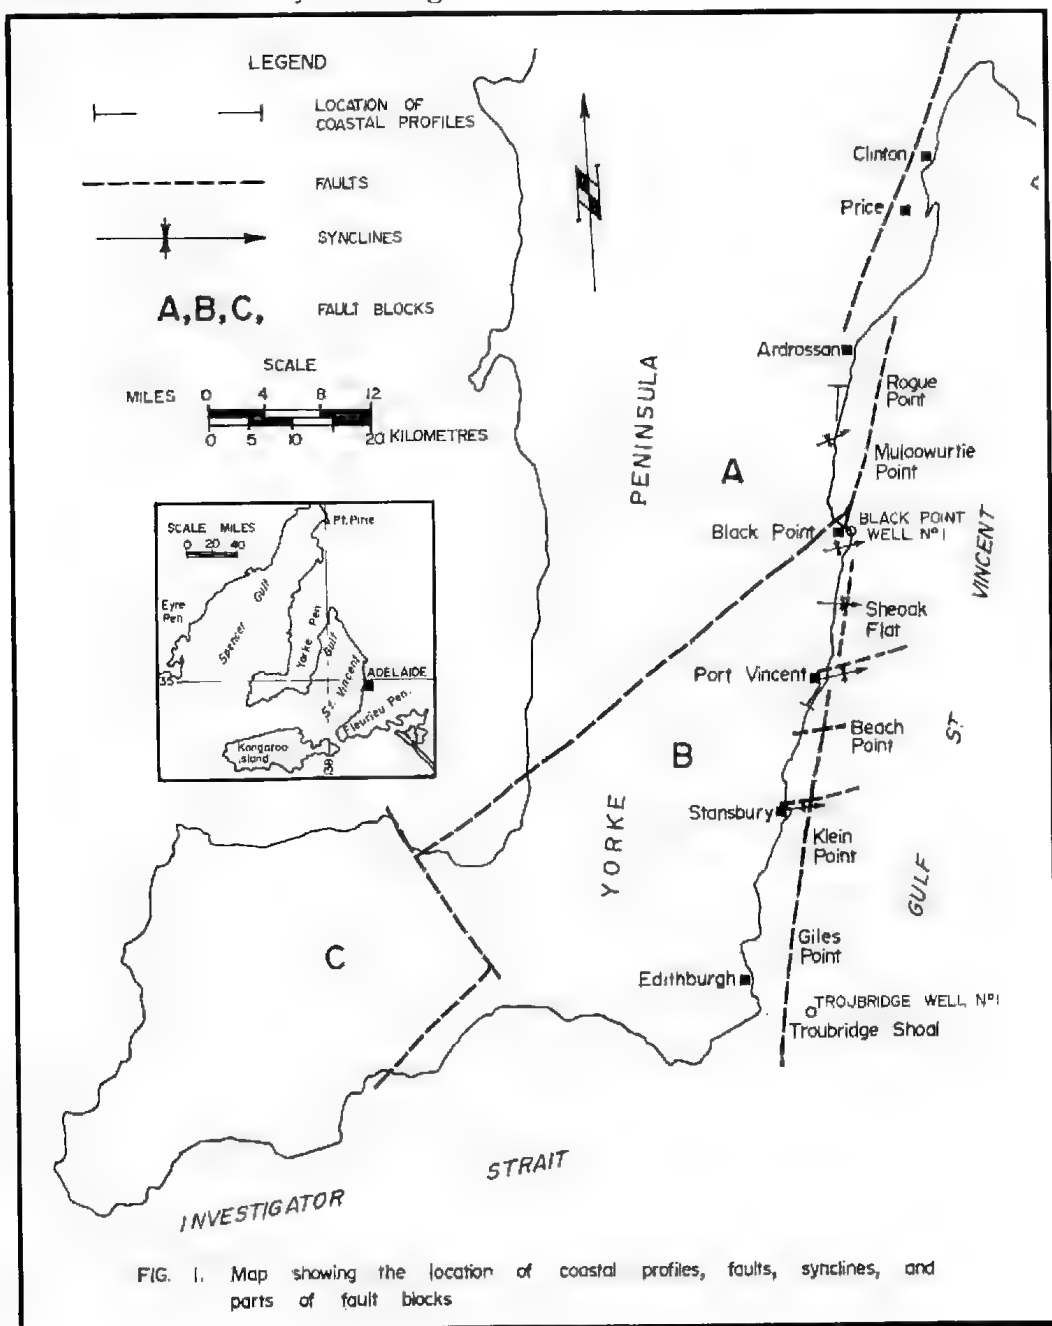 LEGEND
LOCATION OF
COASTAL PROFILES
FAULTS
SYNCLINES
A,B,C,
FAULT BLOCKS
SCALE
MILES 0 4 8 12
0 5 10 20 KILOMETRES
SCALE MILES
0 20 40
Pt. Pirie
Eyre
Pen
Spencer
Gulf
Yorke Pen
Gulf
St. Vincent
35
ADELAIDE
Fleurieu Pen.
Kangaroo
Island
138
Clinton
Price
Ardrossan
Rogue
Point
PENINSULA
Muloowurtie
Point
A
BLACK POINT
WELL Nº1
Black Point
VINCENT
Sheoak
Flat
Port Vincent
ST.
Beach
Point
B
Stansbury
YORKE
Klein
Point
GULF
C
Giles
Point
Edithburgh
TROUBRIDGE WELL Nº1
Troubridge Shoal
STRAIT
INVESTIGATOR
FIG. 1. Map showing the location of coastal profiles, faults, synclines, and
parts of fault blocks